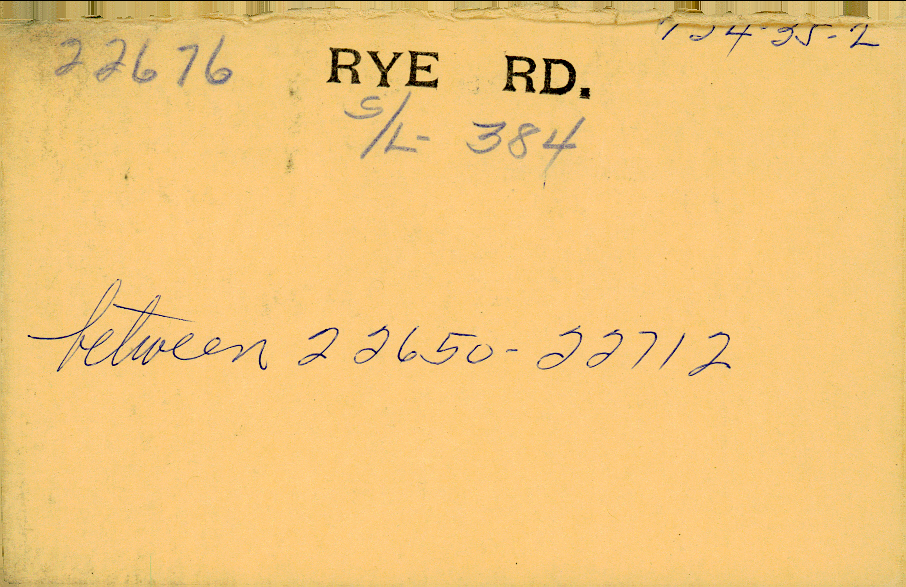 22676 RYE RD. 734-35-2
S/L- 384
between 22650-22712